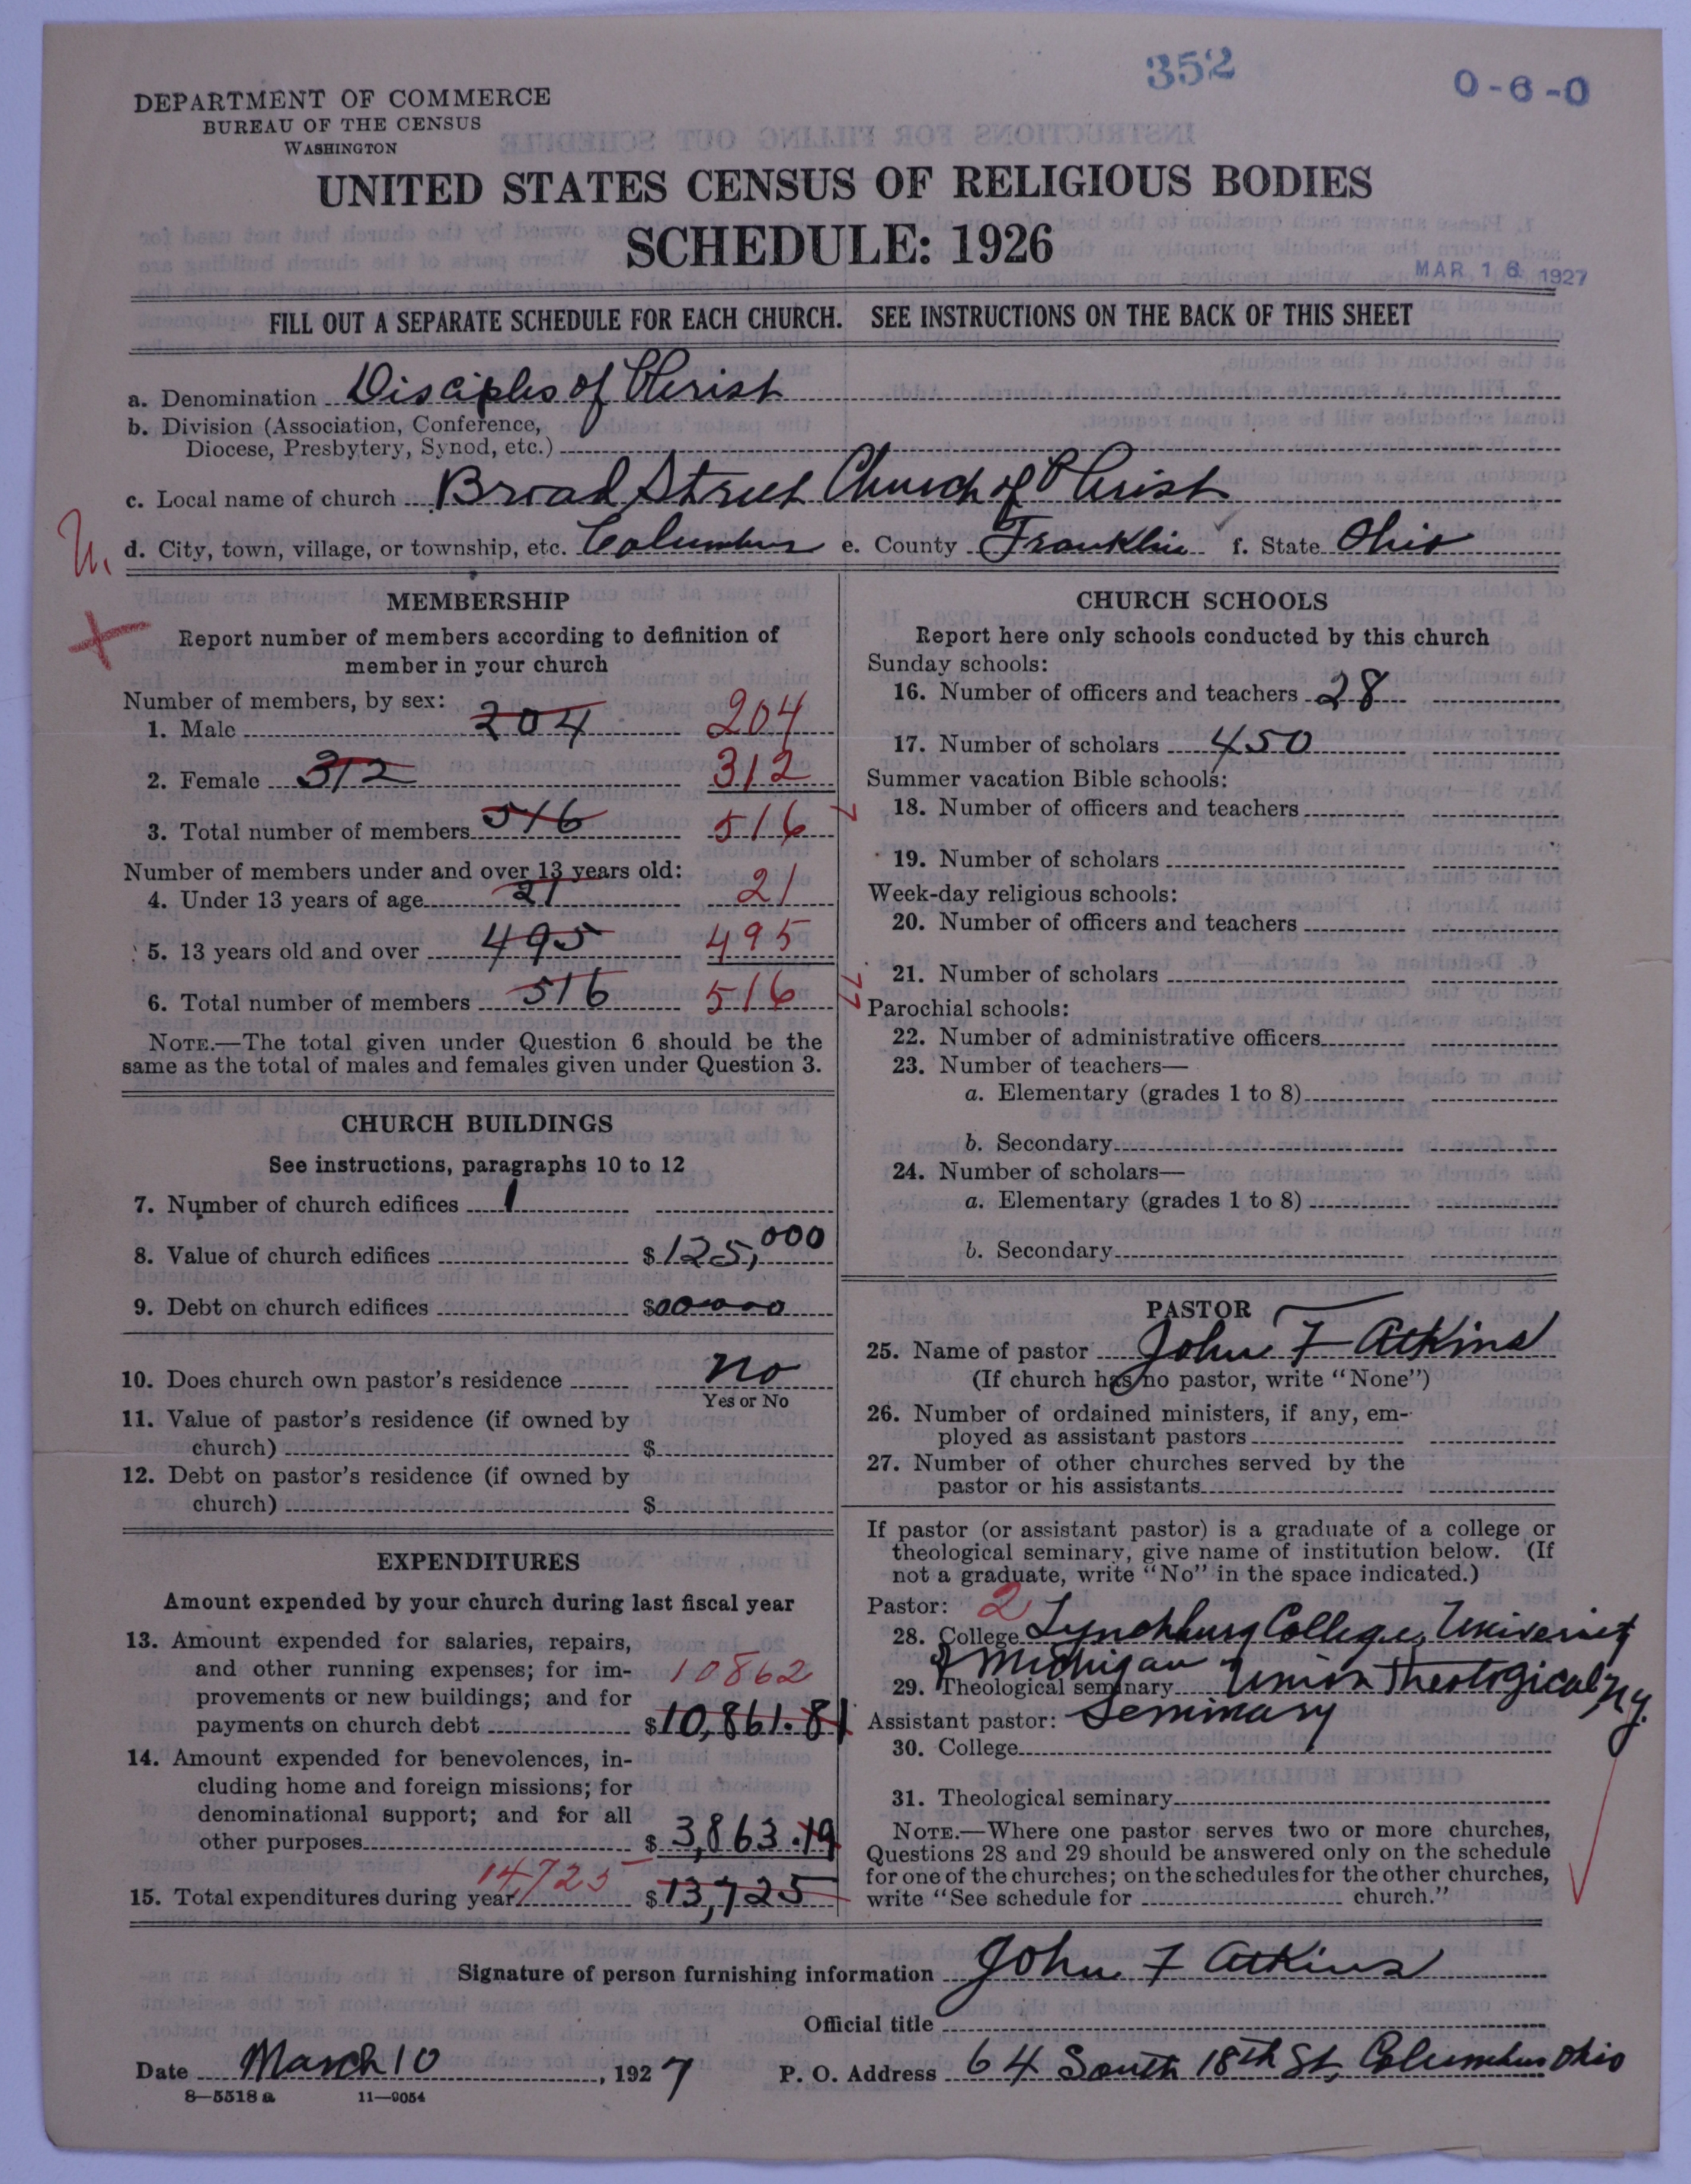 352
0-6-0
DEPARTMENT OF COMMERCE
BUREAU OF THE CENSUS
WASHINGTON
UNITED STATES CENSUS OF RELIGIOUS BODIES
SCHEDULE: 1926
MAR 16 1927
FILL OUT A SEPARATE SCHEDULE FOR EACH CHURCH. SEE INSTRUCTIONS ON THE BACK OF THIS SHEET
a. Denomination Disciples of Christ
b. Division (Association, Conference,
Diocese, Presbytery, Synod, etc.)
c. Local name of church Broad Street Church of Christ
d. City, town, village, or township, etc. Columbus e. County Franklin f. State Ohio
MEMBERSHIP
Report number of members according to definition of
member in your church
Number of members, by sex:
1. Male 204 204
2. Female 312 312
3. Total number of members 516 516
Number of members under and over 13 years old:
4. Under 13 years of age 21 21
5. 13 years old and over 495 495
6. Total number of members 516 516
NOTE.—The total given under Question 6 should be the
same as the total of males and females given under Question 3.
CHURCH BUILDINGS
See instructions, paragraphs 10 to 12
7. Number of church edifices 1
8. Value of church edifices $125,000
9. Debt on church edifices $00000
10. Does church own pastor's residence No
Yes or No
11. Value of pastor's residence (if owned by
church) $
12. Debt on pastor's residence (if owned by
church) $
EXPENDITURES
Amount expended by your church during last fiscal year
13. Amount expended for salaries, repairs,
and other running expenses; for im- 10862
provements or new buildings; and for
payments on church debt $10,861.81
14. Amount expended for benevolences, in-
cluding home and foreign missions; for
denominational support; and for all
other purposes $3,863.19
14725
15. Total expenditures during year $13,725
CHURCH SCHOOLS
Report here only schools conducted by this church
Sunday schools:
16. Number of officers and teachers 28
17. Number of scholars 450
Summer vacation Bible schools:
18. Number of officers and teachers
19. Number of scholars
Week-day religious schools:
20. Number of officers and teachers
21. Number of scholars
Parochial schools:
22. Number of administrative officers
23. Number of teachers—
a. Elementary (grades 1 to 8)
b. Secondary
24. Number of scholars—
a. Elementary (grades 1 to 8)
b. Secondary
PASTOR
25. Name of pastor John F Atkins
(If church has no pastor, write "None")
26. Number of ordained ministers, if any, em-
ployed as assistant pastors
27. Number of other churches served by the
pastor or his assistants
If pastor (or assistant pastor) is a graduate of a college or
theological seminary, give name of institution below. (If
not a graduate, write "No" in the space indicated.)
Pastor: 2
28. College Lynchburg College, University
of Michigan
29. Theological seminary Union Theological N.Y.
Assistant pastor: Seminary
30. College
31. Theological seminary
NOTE.—Where one pastor serves two or more churches,
Questions 28 and 29 should be answered only on the schedule
for one of the churches; on the schedules for the other churches,
write "See schedule for church."
Signature of person furnishing information John F Atkins
Official title
Date March 10, 1927 P. O. Address 64 South 18th St, Columbus Ohio
8—5518a 11—9054